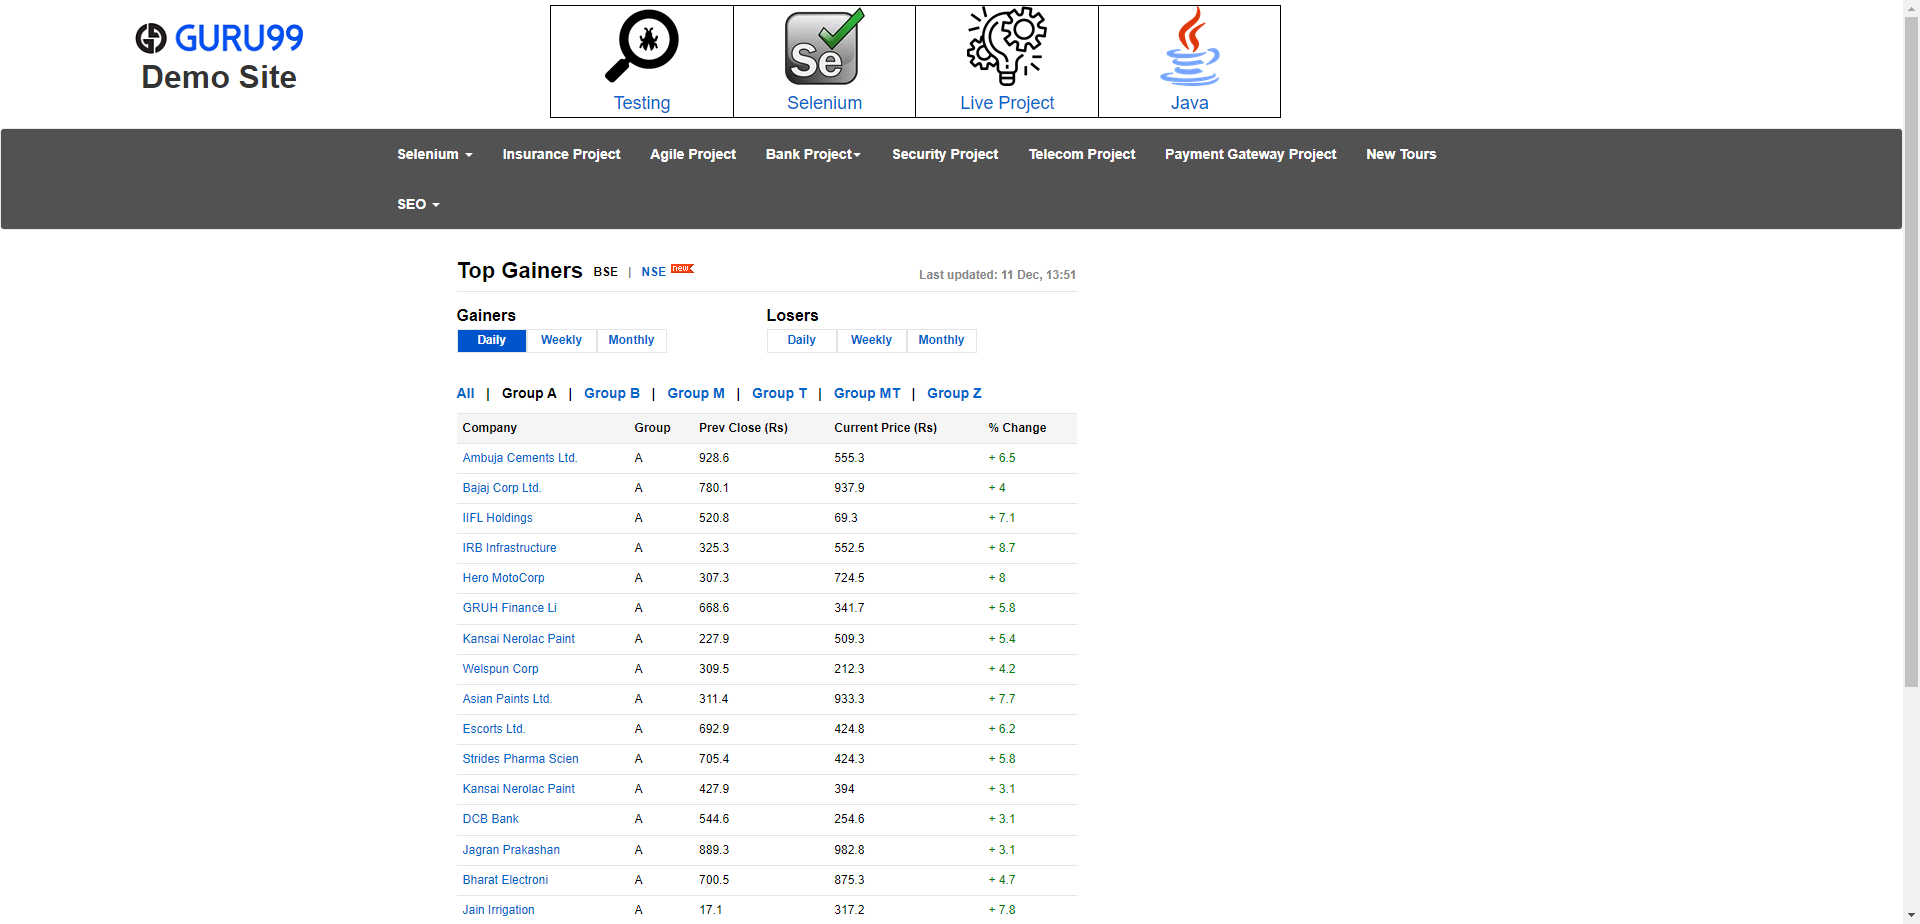 GURU99
Demo Site
Testing
Se
Selenium
Live Project
Java
Selenium Insurance Project Agile Project Bank Project Security Project Telecom Project Payment Gateway Project New Tours
SEO
Top Gainers BSE | NSE new Last updated: 11 Dec, 13:51
Gainers Losers
Daily Weekly Monthly Daily Weekly Monthly
All | Group A | Group B | Group M | Group T | Group MT | Group Z
Company Group Prev Close (Rs) Current Price (Rs) % Change
Ambuja Cements Ltd. A 928.6 555.3 + 6.5
Bajaj Corp Ltd. A 780.1 937.9 + 4
IIFL Holdings A 520.8 69.3 + 7.1
IRB Infrastructure A 325.3 552.5 + 8.7
Hero MotoCorp A 307.3 724.5 + 8
GRUH Finance Li A 668.6 341.7 + 5.8
Kansai Nerolac Paint A 227.9 509.3 + 5.4
Welspun Corp A 309.5 212.3 + 4.2
Asian Paints Ltd. A 311.4 933.3 + 7.7
Escorts Ltd. A 692.9 424.8 + 6.2
Strides Pharma Scien A 705.4 424.3 + 5.8
Kansai Nerolac Paint A 427.9 394 + 3.1
DCB Bank A 544.6 254.6 + 3.1
Jagran Prakashan A 889.3 982.8 + 3.1
Bharat Electroni A 700.5 875.3 + 4.7
Jain Irrigation A 17.1 317.2 + 7.8